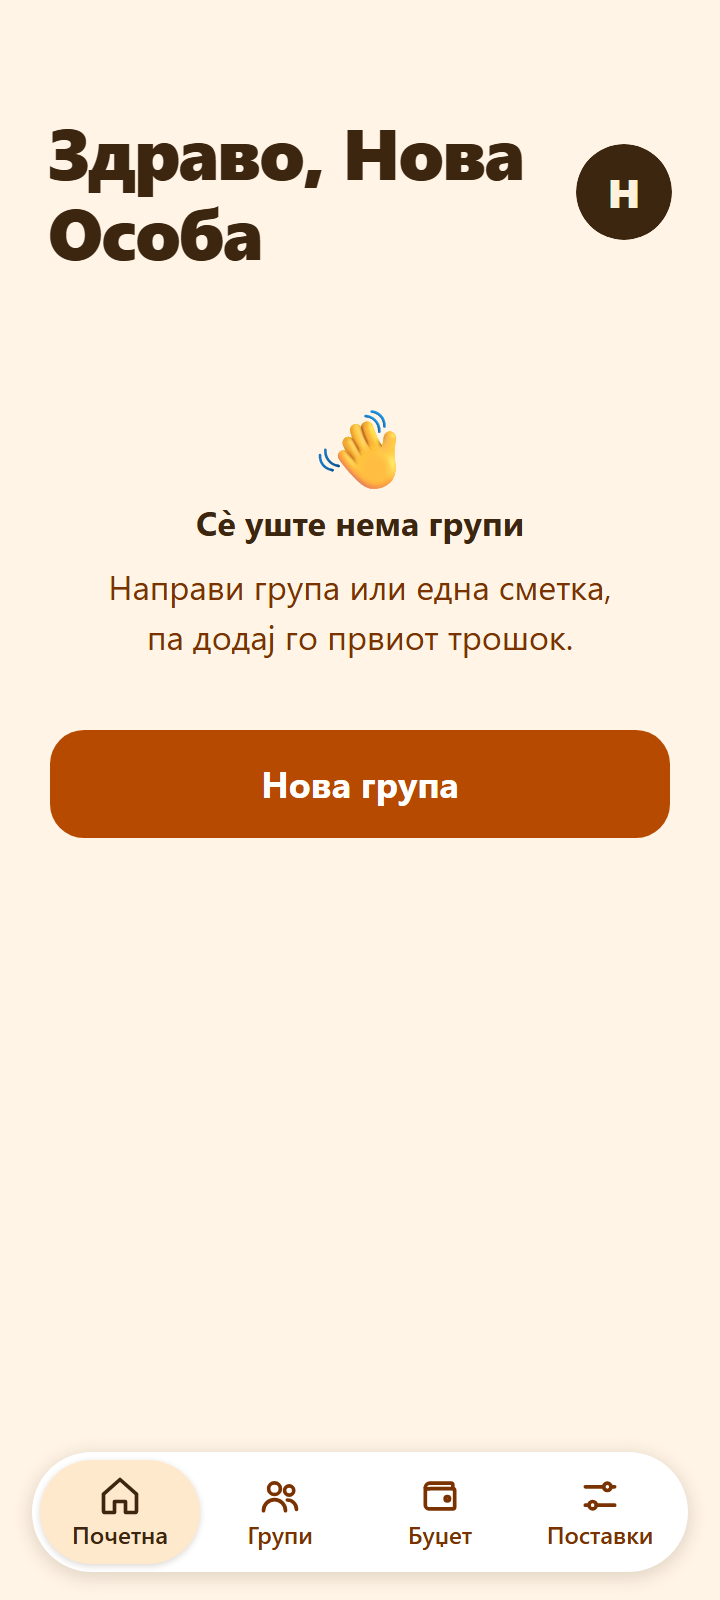 Здраво, Нова
Особа
Н
Сѐ уште нема групи
Направи група или една сметка,
па додај го првиот трошок.
Нова група
Почетна
Групи
Буџет
Поставки